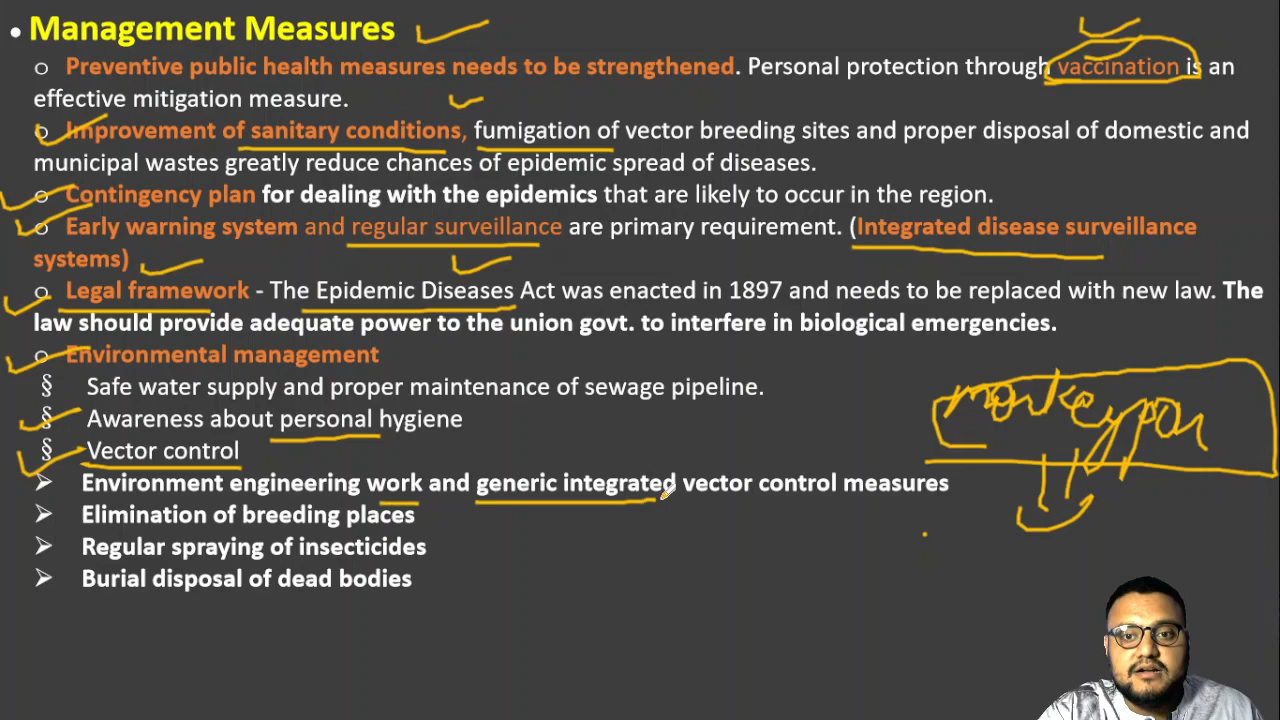 • Management Measures
o Preventive public health measures needs to be strengthened. Personal protection through vaccination is an
effective mitigation measure.
o Improvement of sanitary conditions, fumigation of vector breeding sites and proper disposal of domestic and
municipal wastes greatly reduce chances of epidemic spread of diseases.
o Contingency plan for dealing with the epidemics that are likely to occur in the region.
o Early warning system and regular surveillance are primary requirement. (Integrated disease surveillance
systems)
o Legal framework - The Epidemic Diseases Act was enacted in 1897 and needs to be replaced with new law. The
law should provide adequate power to the union govt. to interfere in biological emergencies.
o Environmental management
§ Safe water supply and proper maintenance of sewage pipeline.
§ Awareness about personal hygiene
§ Vector control
➢ Environment engineering work and generic integrated vector control measures
➢ Elimination of breeding places
➢ Regular spraying of insecticides
➢ Burial disposal of dead bodies
monkeypox